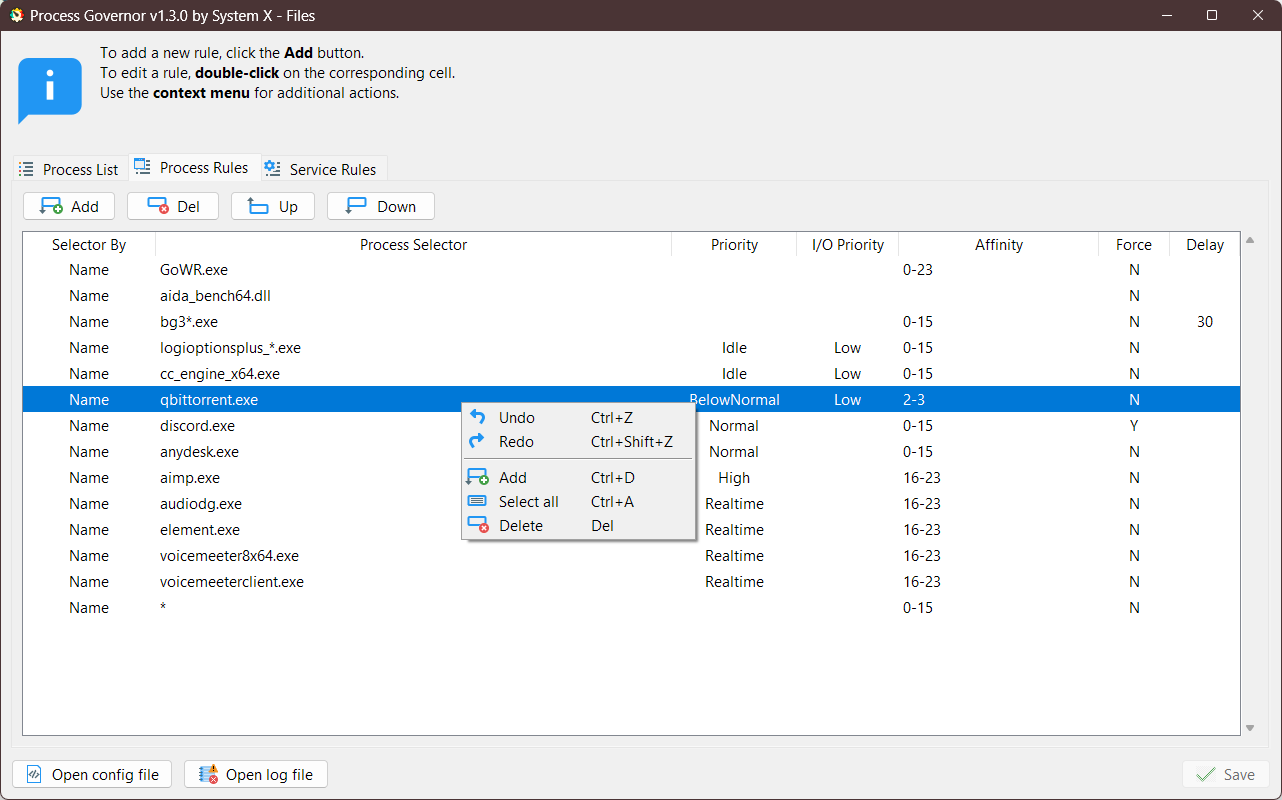 Process Governor v1.3.0 by System X - Files
To add a new rule, click the Add button.
To edit a rule, double-click on the corresponding cell.
Use the context menu for additional actions.
Process List Process Rules Service Rules
Add Del Up Down
Selector By Process Selector Priority I/O Priority Affinity Force Delay
Name GoWR.exe 0-23 N
Name aida_bench64.dll N
Name bg3*.exe 0-15 N 30
Name logioptionsplus_*.exe Idle Low 0-15 N
Name cc_engine_x64.exe Idle Low 0-15 N
Name qbittorrent.exe BelowNormal Low 2-3 N
Name discord.exe Normal 0-15 Y
Name anydesk.exe Normal 0-15 N
Name aimp.exe High 16-23 N
Name audiodg.exe Realtime 16-23 N
Name element.exe Realtime 16-23 N
Name voicemeeter8x64.exe Realtime 16-23 N
Name voicemeeterclient.exe Realtime 16-23 N
Name * 0-15 N
Undo Ctrl+Z
Redo Ctrl+Shift+Z
Add Ctrl+D
Select all Ctrl+A
Delete Del
Open config file Open log file Save